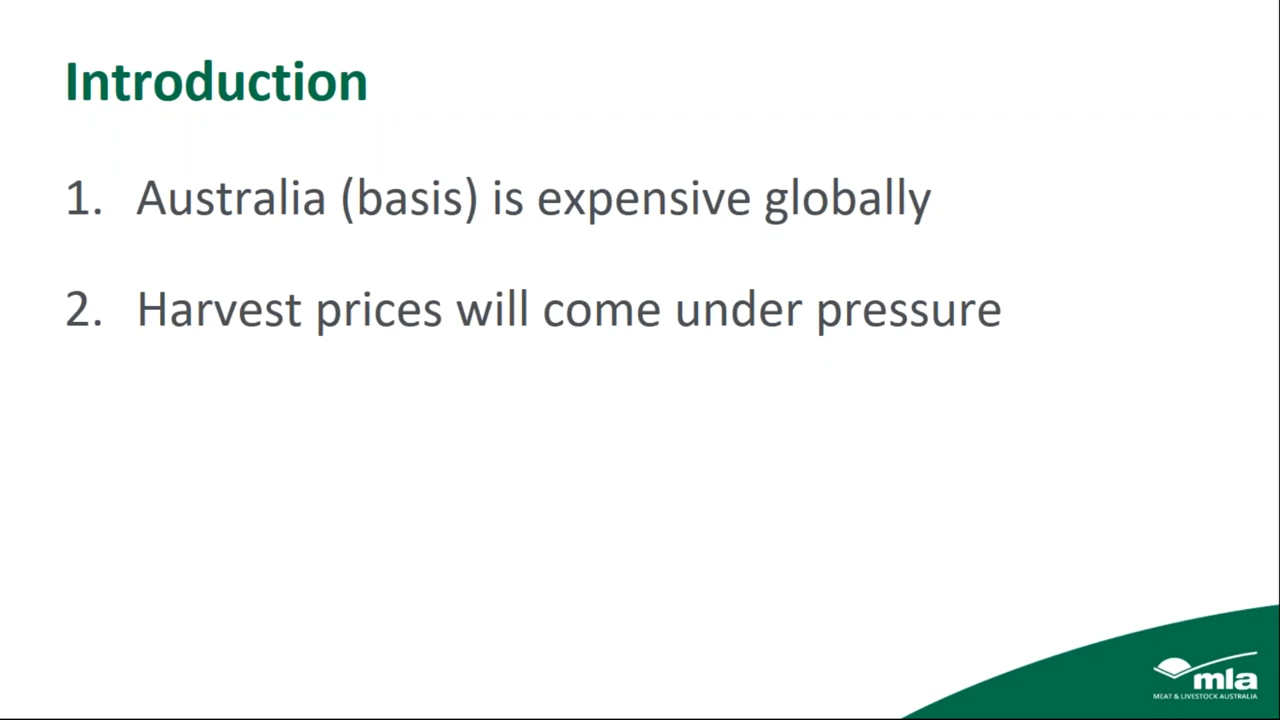 Introduction
1. Australia (basis) is expensive globally
2. Harvest prices will come under pressure
mla
MEAT & LIVESTOCK AUSTRALIA